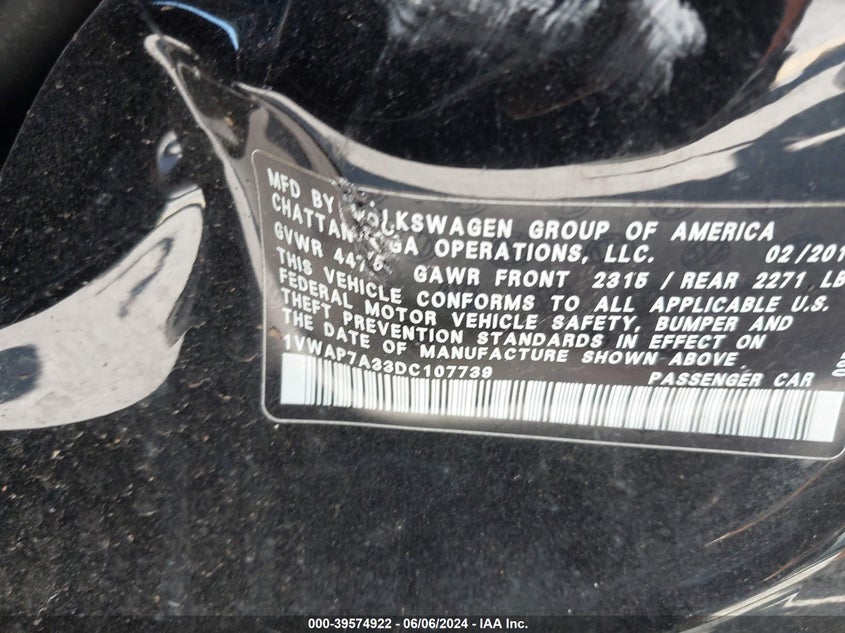 MFD BY VOLKSWAGEN GROUP OF AMERICA
OPERATIONS, LLC. 02/201
GVWR GAWR FRONT 2315 / REAR 2271 LB
THIS VEHICLE CONFORMS TO ALL APPLICABLE U.S.
FEDERAL MOTOR VEHICLE SAFETY, BUMPER AND
THEFT PREVENTION STANDARDS IN EFFECT ON
THE DATE OF MANUFACTURE SHOWN ABOVE
1VWAP7A33DC107739 PASSENGER CAR
000-39574922 - 06/06/2024 - IAA Inc.